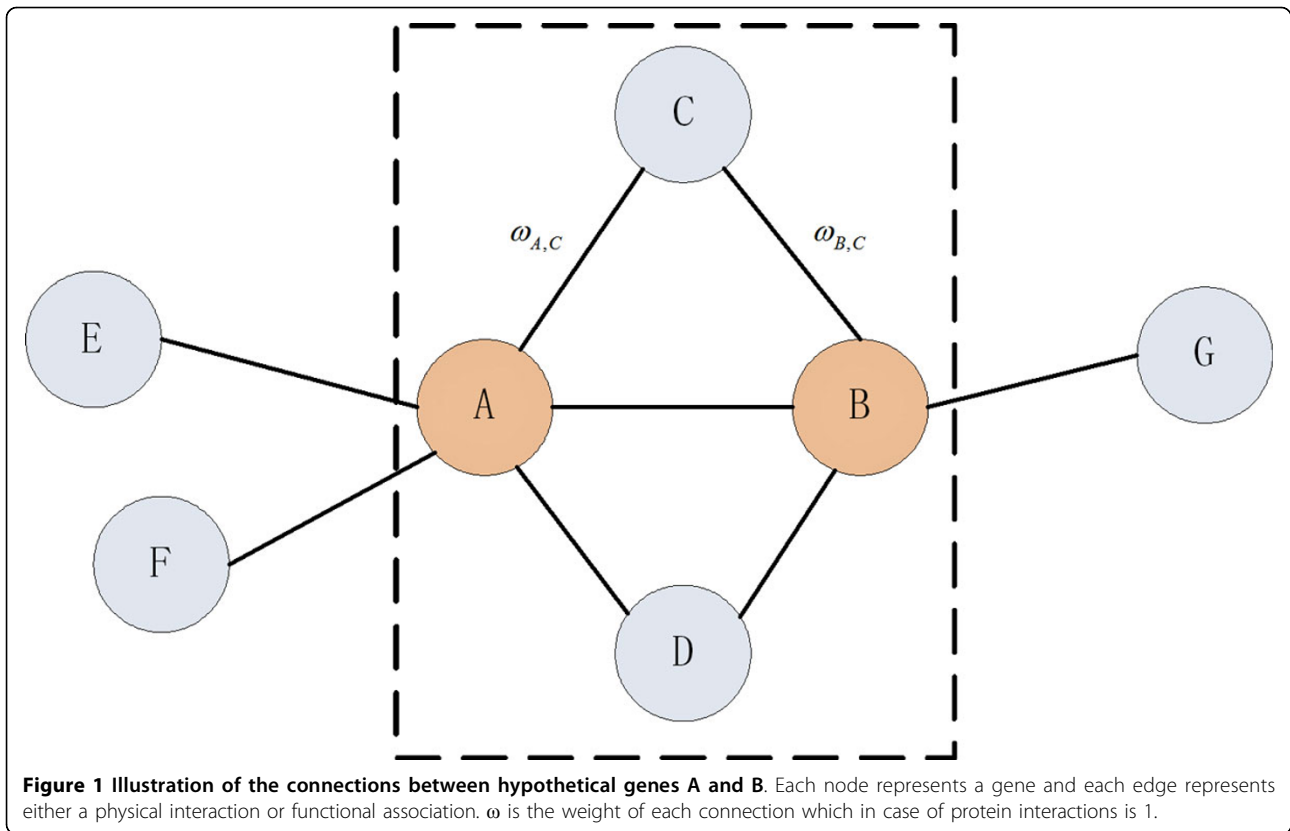 C
ω_{A,C}
ω_{B,C}
E
G
A
B
F
D
Figure 1 Illustration of the connections between hypothetical genes A and B. Each node represents a gene and each edge represents
either a physical interaction or functional association. ω is the weight of each connection which in case of protein interactions is 1.